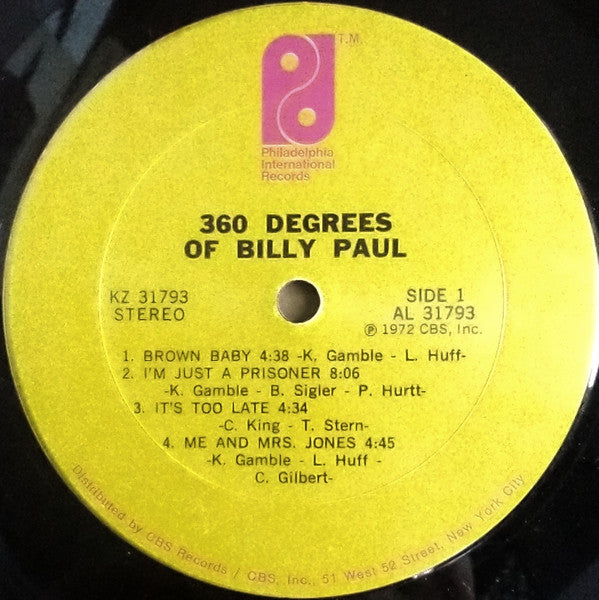 T.M.
Philadelphia
International
Records
360 DEGREES
OF BILLY PAUL
KZ 31793
STEREO
SIDE 1
AL 31793
℗ 1972 CBS, Inc.
1. BROWN BABY 4:38 -K. Gamble - L. Huff-
2. I'M JUST A PRISONER 8:06
-K. Gamble - B. Sigler - P. Hurtt-
3. IT'S TOO LATE 4:34
-C. King - T. Stern-
4. ME AND MRS. JONES 4:45
-K. Gamble - L. Huff -
C. Gilbert-
Distributed by CBS Records / CBS, Inc., 51 West 52 Street, New York City